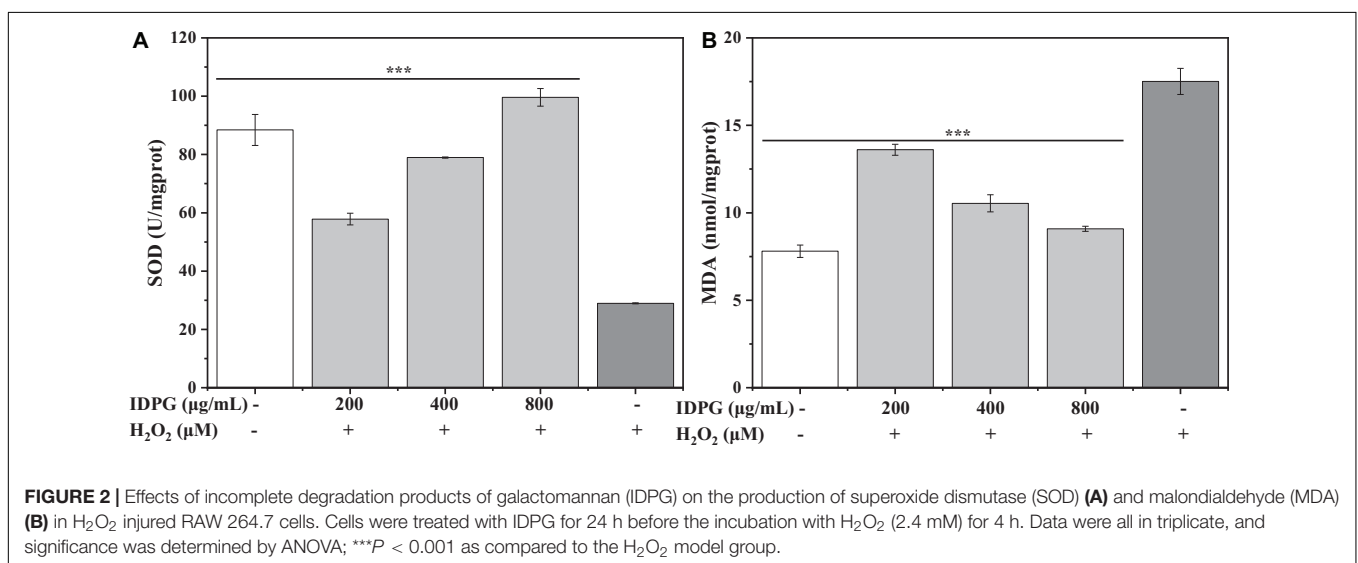 A
120
100
80
60
40
20
0
SOD (U/mgprot)
***
IDPG (µg/mL) - 200 400 800 -
H₂O₂ (µM) - + + + +
B
20
15
10
5
0
MDA (nmol/mgprot)
***
IDPG (µg/mL) - 200 400 800 -
H₂O₂ (µM) - + + + +
FIGURE 2 | Effects of incomplete degradation products of galactomannan (IDPG) on the production of superoxide dismutase (SOD) (A) and malondialdehyde (MDA)
(B) in H₂O₂ injured RAW 264.7 cells. Cells were treated with IDPG for 24 h before the incubation with H₂O₂ (2.4 mM) for 4 h. Data were all in triplicate, and
significance was determined by ANOVA; ***P < 0.001 as compared to the H₂O₂ model group.